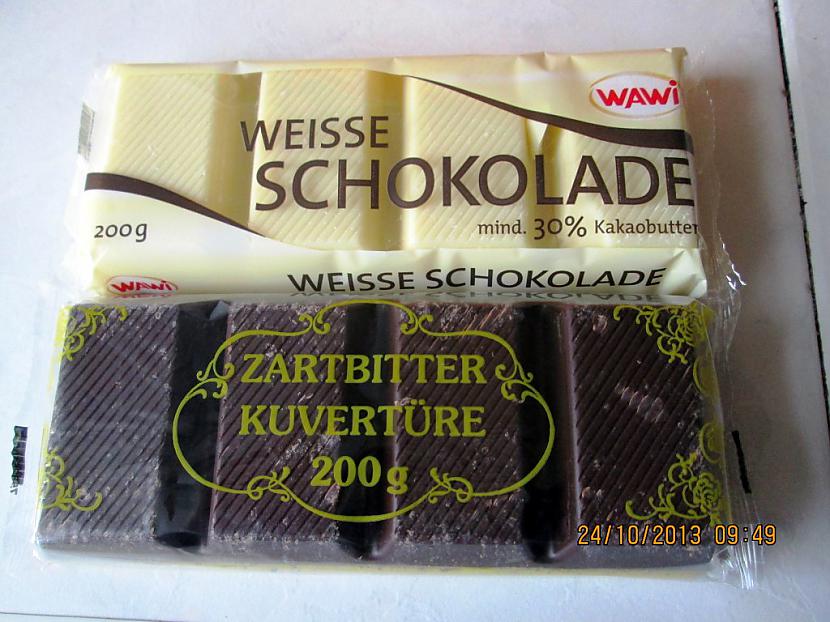 WAWi
WEISSE
SCHOKOLADE
200g
mind. 30% Kakaobutter
WAWi
WEISSE SCHOKOLADE
ZARTBITTER
KUVERTÜRE
200g
24/10/2013 09:49